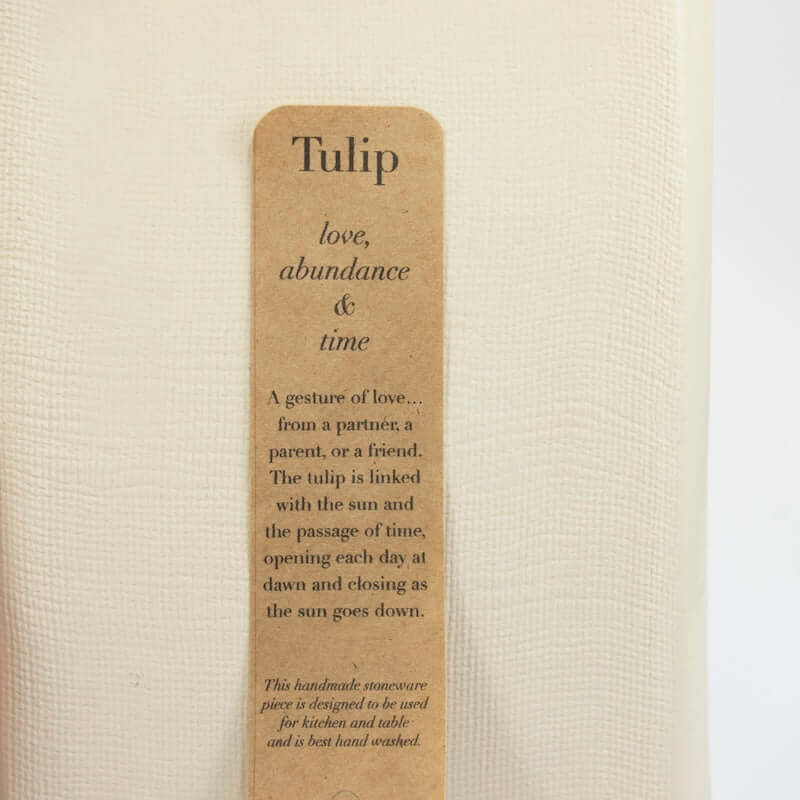 Tulip
love,
abundance
&
time
A gesture of love...
from a partner, a
parent, or a friend.
The tulip is linked
with the sun and
the passage of time,
opening each day at
dawn and closing as
the sun goes down.
This handmade stoneware
piece is designed to be used
for kitchen and table
and is best hand washed.